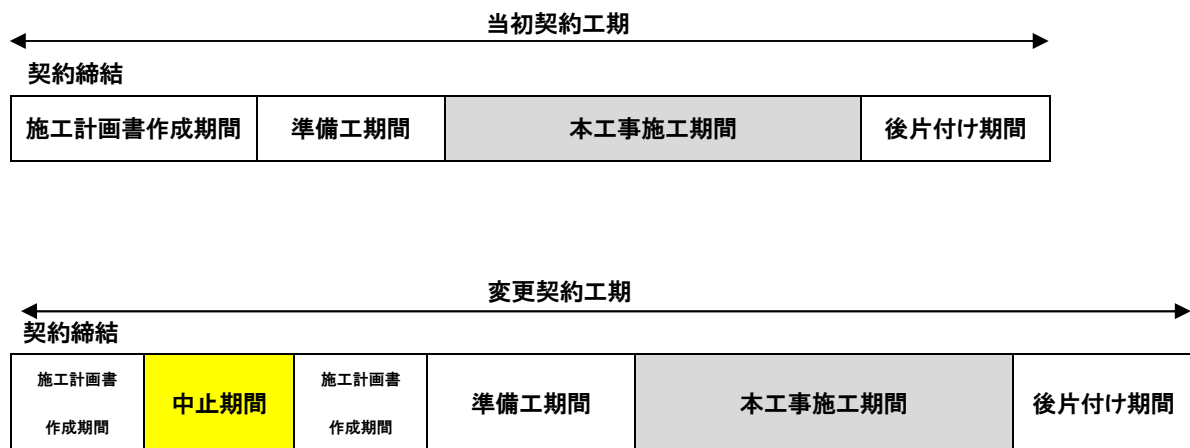 当初契約工期
契約締結
施工計画書作成期間 準備工期間 本工事施工期間 後片付け期間
変更契約工期
契約締結
施工計画書
作成期間
中止期間
施工計画書
作成期間
準備工期間
本工事施工期間
後片付け期間